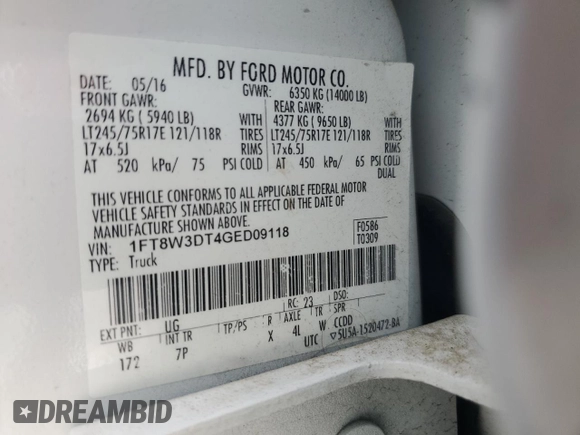 MFD. BY FORD MOTOR CO.
DATE: 05/16 GVWR: 6350 KG (14000 LB)
FRONT GAWR: REAR GAWR:
2694 KG ( 5940 LB) WITH 4377 KG ( 9650 LB) WITH
LT245/75R17E 121/118R TIRES LT245/75R17E 121/118R TIRES
17x6.5J RIMS 17x6.5J RIMS
AT 520 kPa/ 75 PSI COLD AT 450 kPa/ 65 PSI COLD
DUAL
THIS VEHICLE CONFORMS TO ALL APPLICABLE FEDERAL MOTOR
VEHICLE SAFETY STANDARDS IN EFFECT ON THE DATE OF
MANUFACTURE SHOWN ABOVE.
VIN: 1FT8W3DT4GED09118 F0586
TYPE: Truck T0309
EXT PNT: UG RC: 23 DSO:
WB INT TR TP/PS R AXLE TR SPR
172 7P X 4L W CCDD
UTC ▽5U5A-1520472-BA
DREAMBID